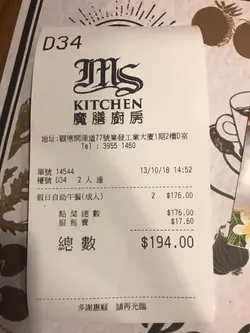 D34
MS
KITCHEN
魔膳廚房
地址:觀塘開源道77號業發工業大廈1期2樓D室
Tel : 3955 1460
單號 14544 13/10/18 14:52
檯號 D34 2 人 達
假日自助午餐(成人) 2 $176.00
點菜總數 $176.00
服務費 $17.60
總數 $194.00
多謝惠顧 請再光臨